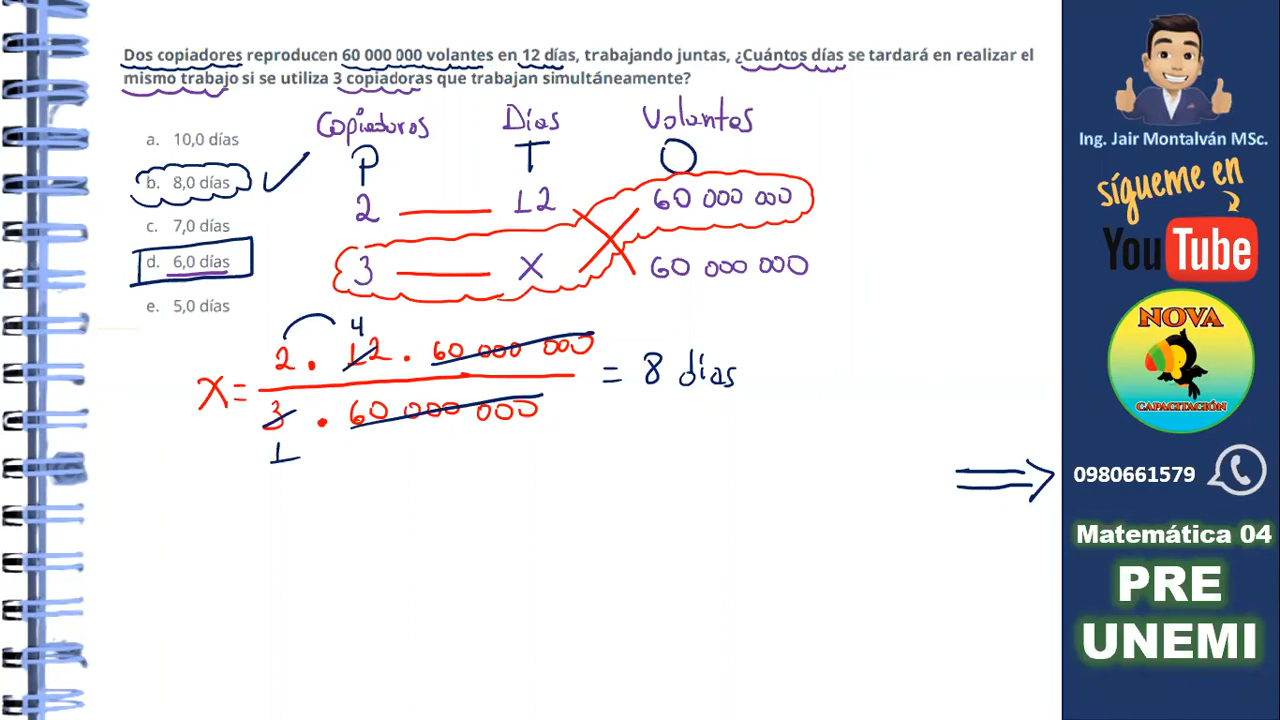 Dos copiadores reproducen 60 000 000 volantes en 12 días, trabajando juntas, ¿Cuántos días se tardará en realizar el
mismo trabajo si se utiliza 3 copiadoras que trabajan simultáneamente?
a. 10,0 días
b. 8,0 días
c. 7,0 días
d. 6,0 días
e. 5,0 días
Copiadoras Días Volantes
P T O
2 12 60 000 000
3 X 60 000 000
4
2 . 12 . 60 000 000
X = = 8 días
3 . 60 000 000
1
Ing. Jair Montalván MSc.
sígueme en
YouTube
NOVA
CAPACITACIÓN
0980661579
Matemática 04
PRE
UNEMI